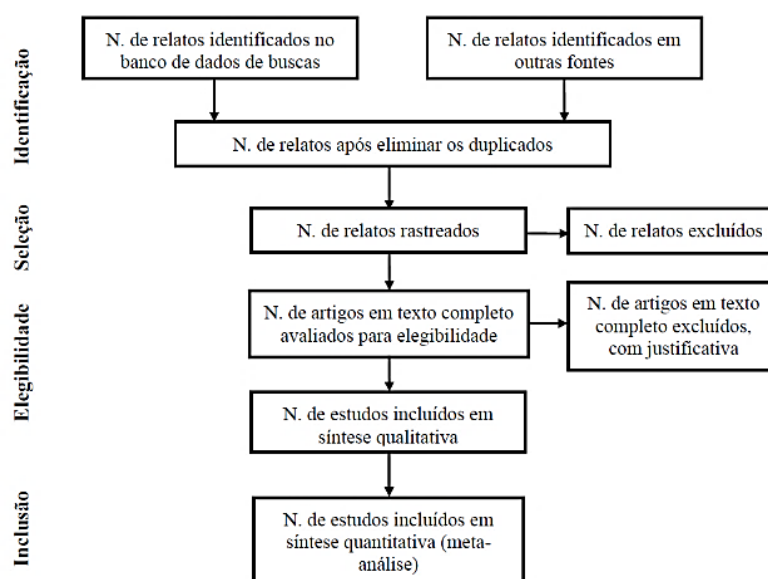 Identificação
N. de relatos identificados no
banco de dados de buscas
N. de relatos identificados em
outras fontes
N. de relatos após eliminar os duplicados
Seleção
N. de relatos rastreados
N. de relatos excluídos
Elegibilidade
N. de artigos em texto completo
avaliados para elegibilidade
N. de artigos em texto
completo excluídos,
com justificativa
N. de estudos incluídos em
síntese qualitativa
Inclusão
N. de estudos incluídos em
síntese quantitativa (meta-
análise)